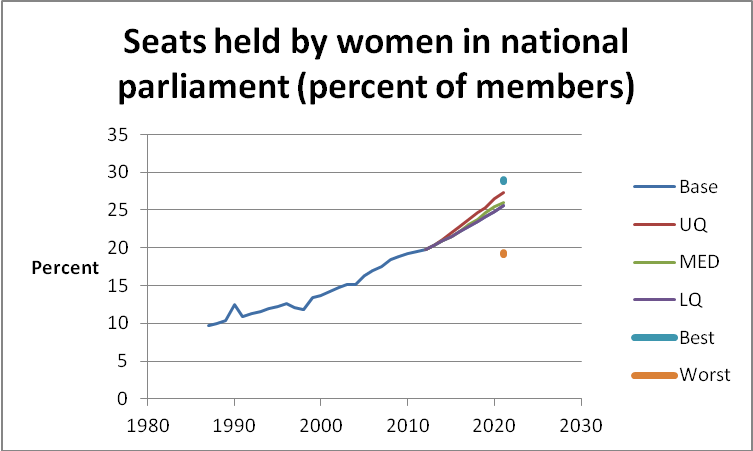 Seats held by women in national
parliament (percent of members)
35
30
25
20
15
10
5
0
Percent
1980 1990 2000 2010 2020 2030
Base
UQ
MED
LQ
Best
Worst